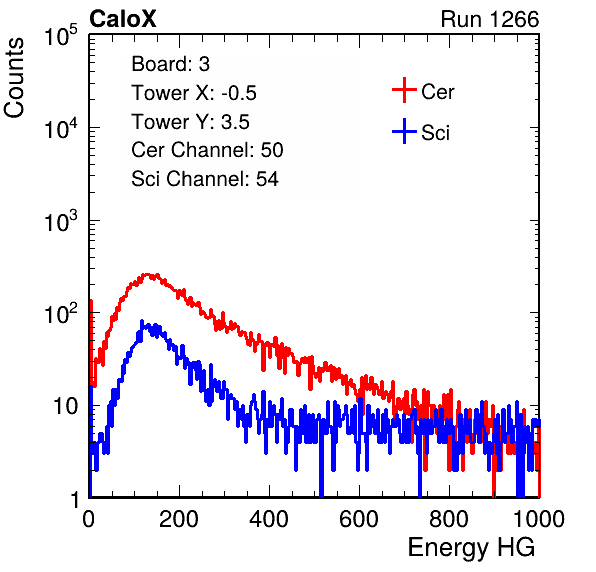 CaloX Run 1266
Counts
10^5
10^4
10^3
10^2
10
1
Board: 3
Tower X: -0.5
Tower Y: 3.5
Cer Channel: 50
Sci Channel: 54
Cer
Sci
0 200 400 600 800 1000
Energy HG